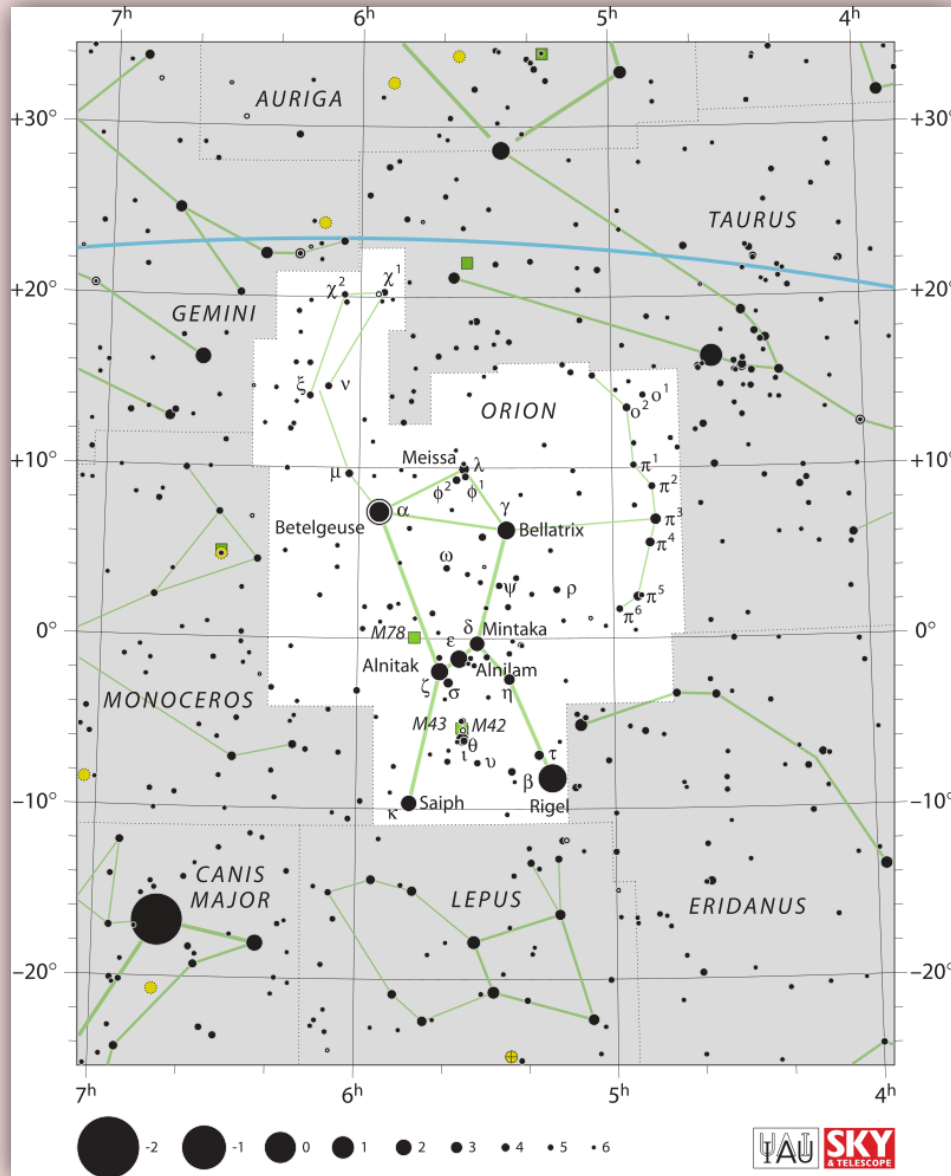 7h 6h 5h 4h
AURIGA
+30° +30°
TAURUS
+20° +20°
χ2 χ1
GEMINI
ξ ν
ORION
ο1
ο2
+10° +10°
Meissa λ
π1
μ
ϕ2 ϕ1
π2
α γ
π3
Betelgeuse Bellatrix
π4
ω
ψ ρ
π5
π6
0° 0°
M78 δ Mintaka
ε
Alnitak Alnilam
ζ σ η
MONOCEROS
M43 M42
θ
ι υ τ
β
−10° −10°
κ Saiph Rigel
CANIS
MAJOR
LEPUS
ERIDANUS
−20° −20°
7h 6h 5h 4h
-2 -1 0 1 2 3 4 5 6
IAU
SKY
& TELESCOPE